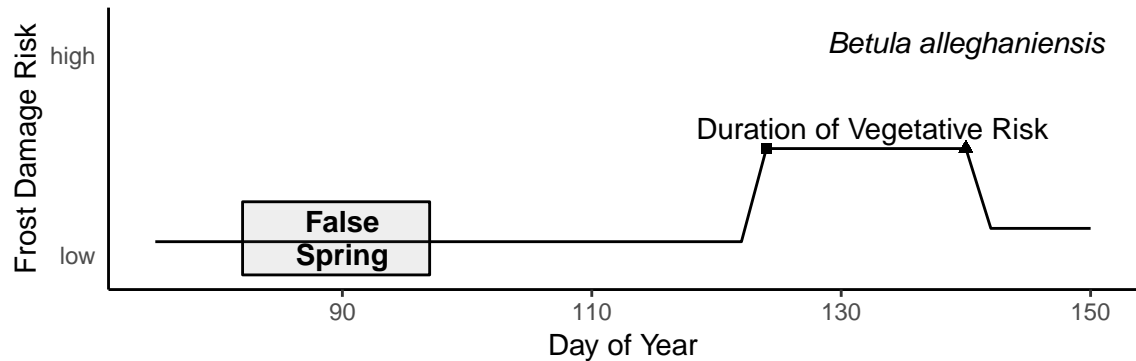 Frost Damage Risk
high
low
Betula alleghaniensis
Duration of Vegetative Risk
False
Spring
90 110 130 150
Day of Year